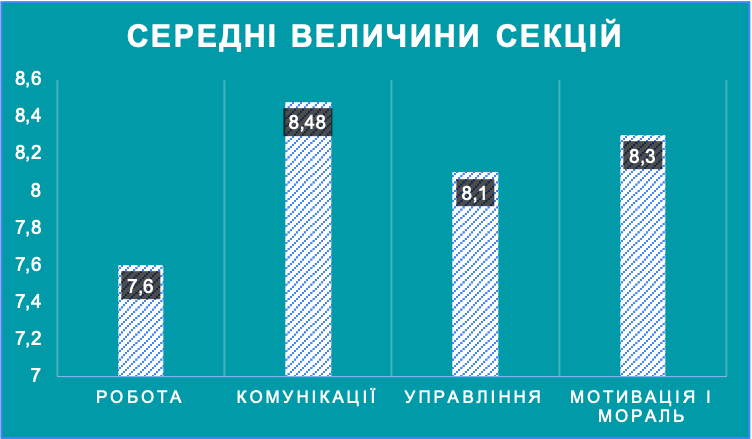 СЕРЕДНІ ВЕЛИЧИНИ СЕКЦІЙ
8,6
8,4
8,2
8
7,8
7,6
7,4
7,2
7
7,6
8,48
8,1
8,3
РОБОТА
КОМУНІКАЦІЇ
УПРАВЛІННЯ
МОТИВАЦІЯ І
МОРАЛЬ